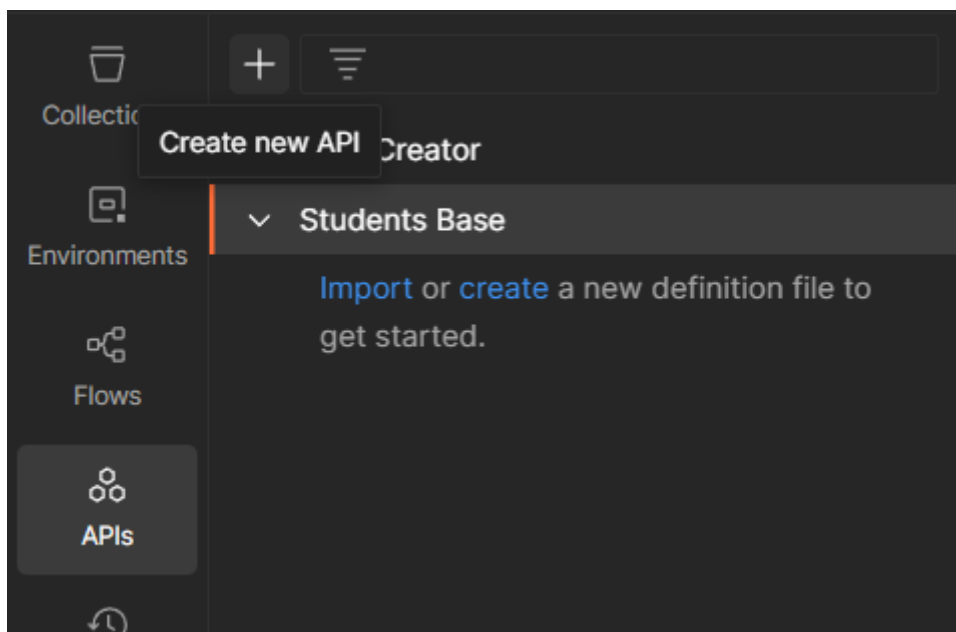 Collectio
Create new API
Creator
Environments
Students Base
Import or create a new definition file to
get started.
Flows
APIs